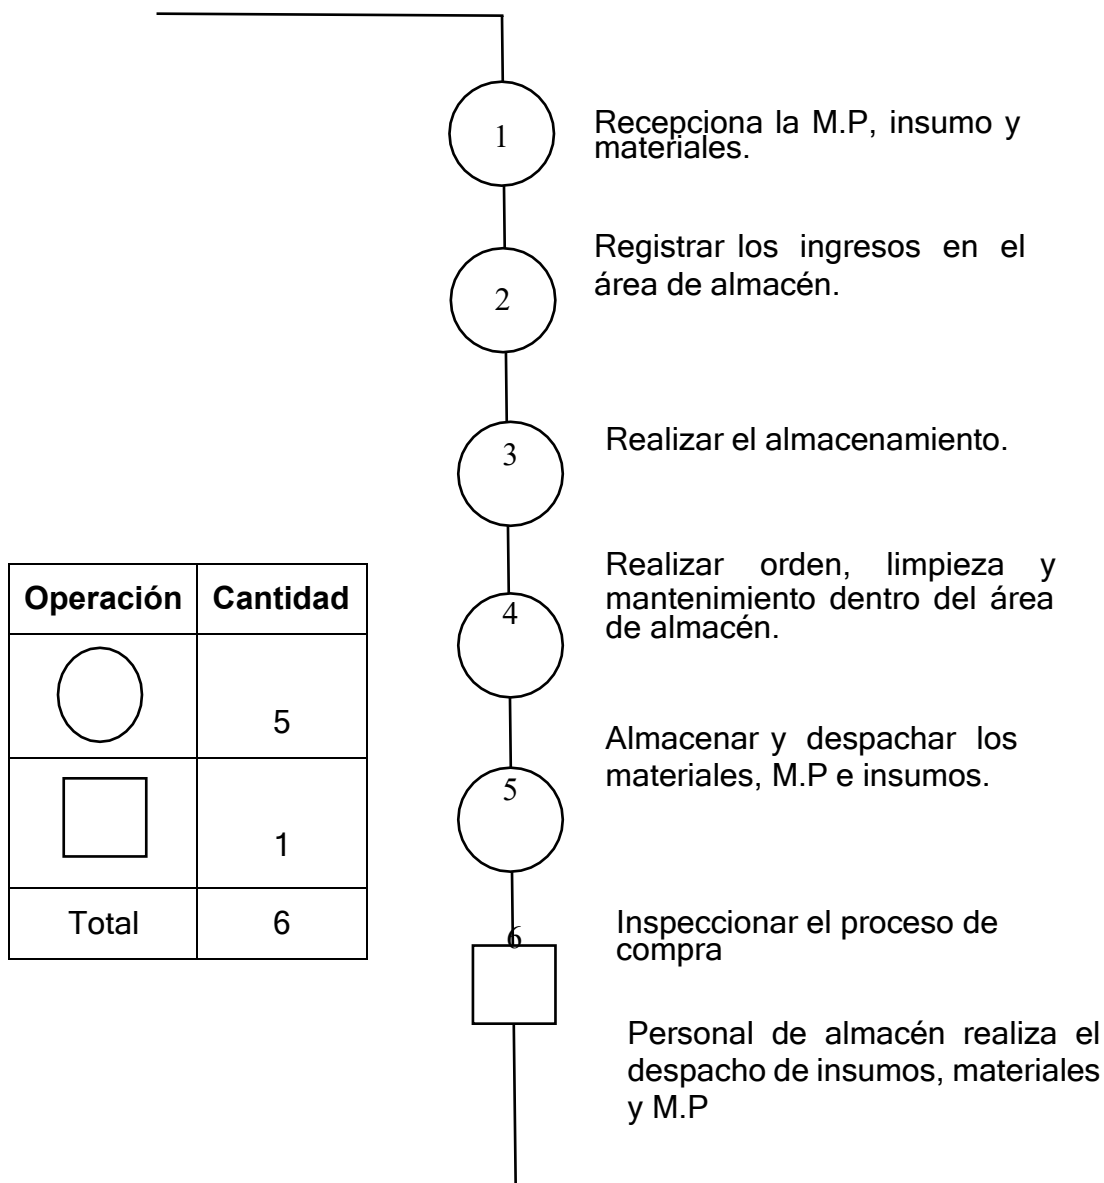 1
Recepciona la M.P, insumo y
materiales.
2
Registrar los ingresos en el
área de almacén.
3
Realizar el almacenamiento.
4
Realizar orden, limpieza y
mantenimiento dentro del área
de almacén.
5
Almacenar y despachar los
materiales, M.P e insumos.
6
Inspeccionar el proceso de
compra
Personal de almacén realiza el
despacho de insumos, materiales
y M.P
Operación Cantidad
5
1
Total 6